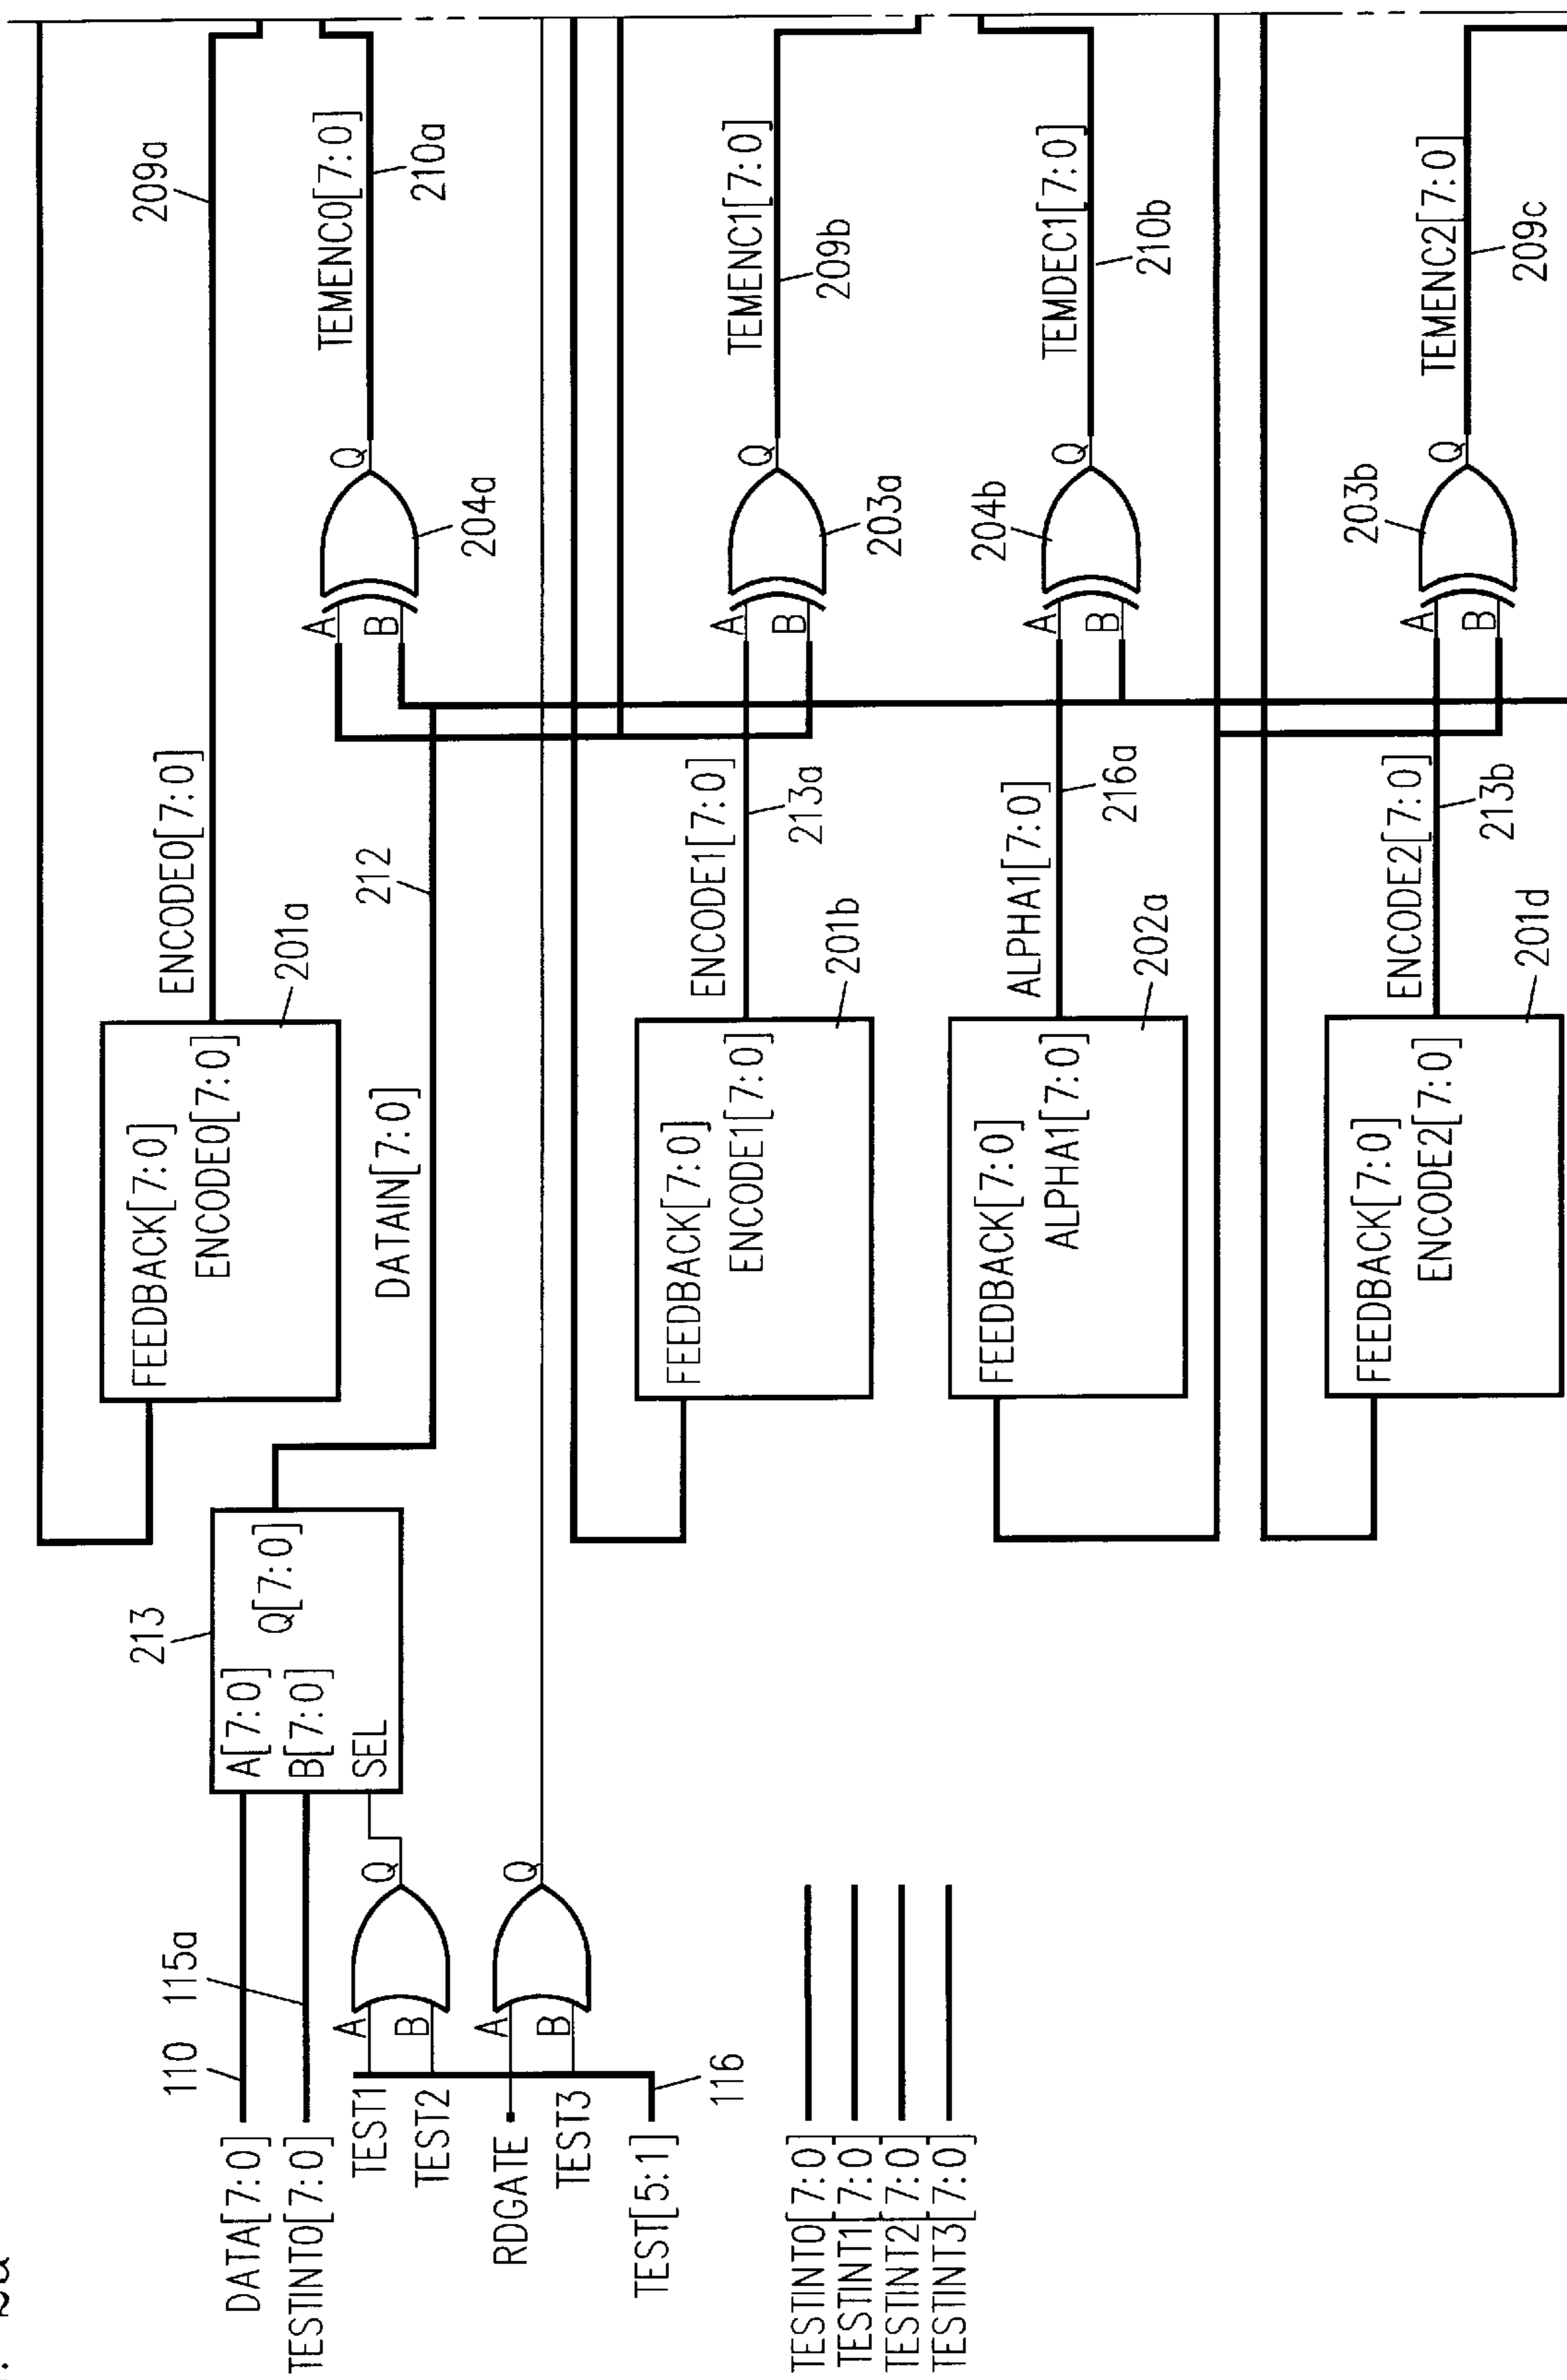 DATA[7:0]
110
TESTINT0[7:0]
115a
TEST1
TEST2
RDGATE
TEST3
TEST[5:1]
116
A
B
Q
A
B
Q
A[7:0]
B[7:0]
SEL
Q[7:0]
213
TESTINT0[7:0]
TESTINT1[7:0]
TESTINT2[7:0]
TESTINT3[7:0]
FEEDBACK[7:0]
ENCODE0[7:0]
201a
ENCODE0[7:0]
209a
DATAIN[7:0]
212
A
B
Q
204a
TEMENC0[7:0]
210a
FEEDBACK[7:0]
ENCODE1[7:0]
201b
ENCODE1[7:0]
213a
A
B
Q
203a
TEMENC1[7:0]
209b
FEEDBACK[7:0]
ALPHA1[7:0]
202a
ALPHA1[7:0]
216a
A
B
Q
204b
TEMDEC1[7:0]
210b
FEEDBACK[7:0]
ENCODE2[7:0]
201d
ENCODE2[7:0]
213b
A
B
Q
203b
TEMENC2[7:0]
209c